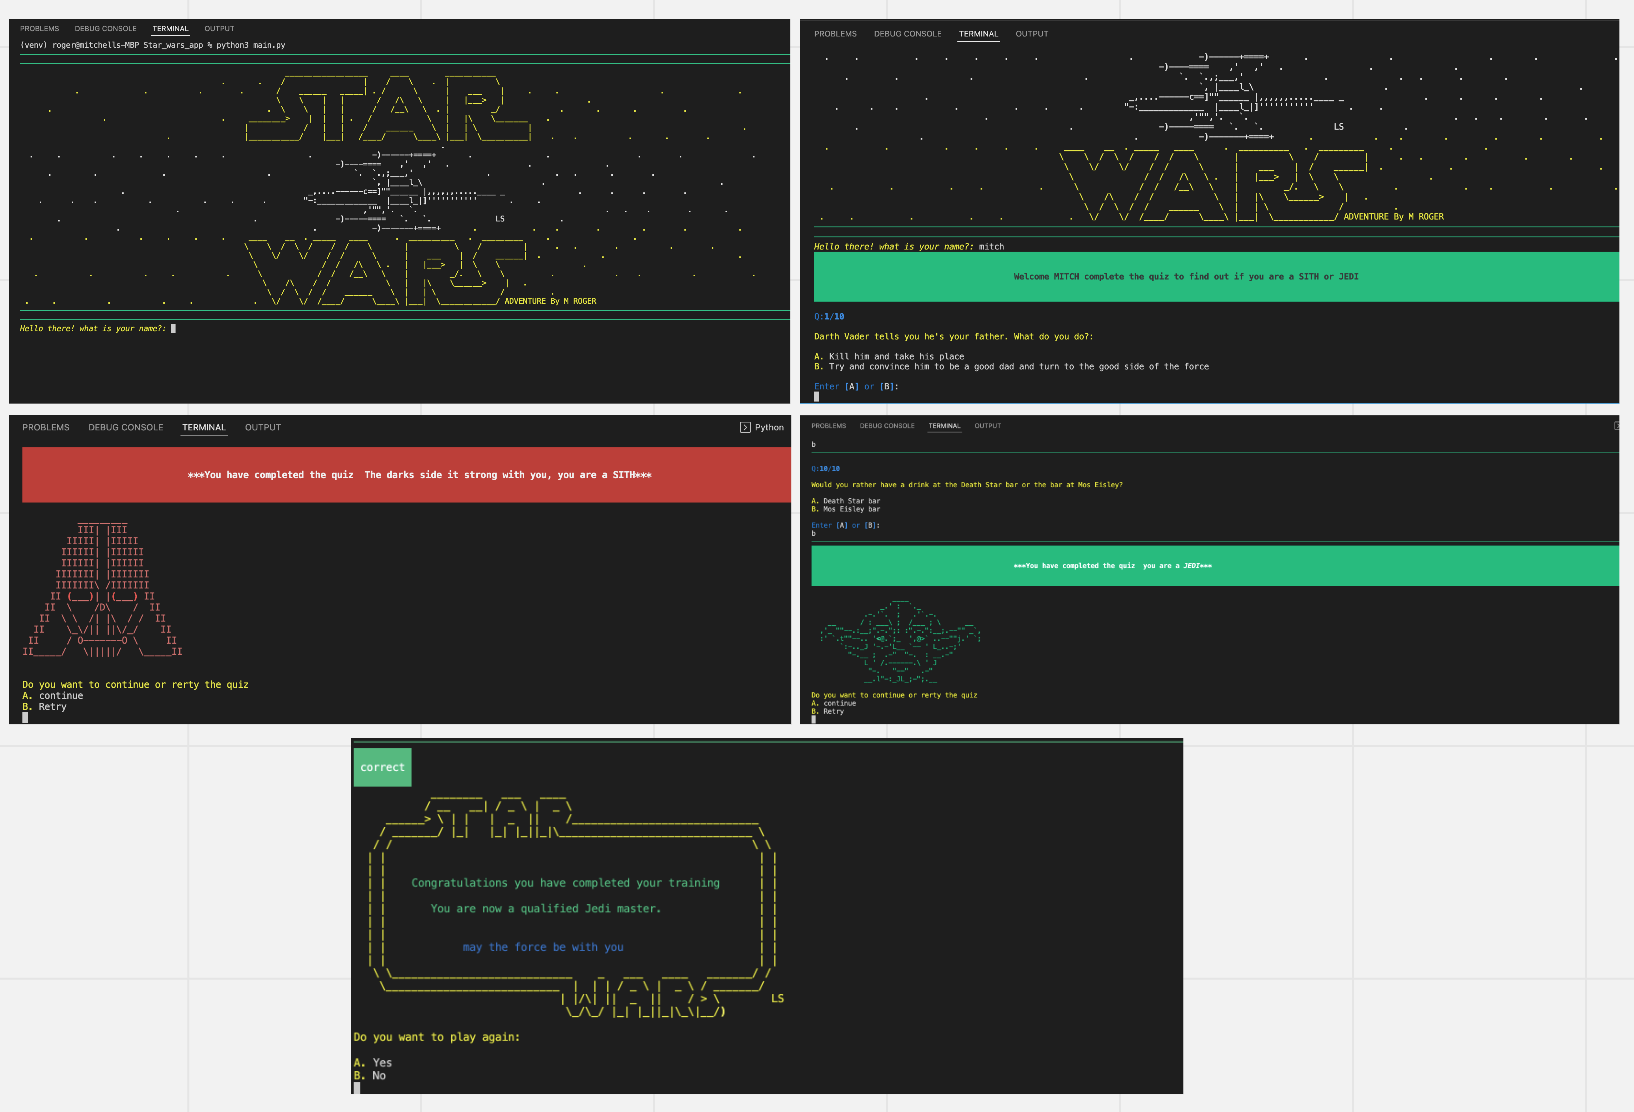 PROBLEMS DEBUG CONSOLE TERMINAL OUTPUT
(venv) roger@mitchells-MBP Star_wars_app % python3 main.py
STAR
LS
WARS
ADVENTURE By M ROGER
Hello there! what is your name?:
PROBLEMS DEBUG CONSOLE TERMINAL OUTPUT
LS
WARS
ADVENTURE By M ROGER
Hello there! what is your name?: mitch
Welcome MITCH complete the quiz to find out if you are a SITH or JEDI
Q:1/10
Darth Vader tells you he's your father. What do you do?:
A. Kill him and take his place
B. Try and convince him to be a good dad and turn to the good side of the force
Enter [A] or [B]:
PROBLEMS DEBUG CONSOLE TERMINAL OUTPUT Python
***You have completed the quiz The darks side it strong with you, you are a SITH***
Do you want to continue or rerty the quiz
A. continue
B. Retry
PROBLEMS DEBUG CONSOLE TERMINAL OUTPUT
b
Q:10/10
Would you rather have a drink at the Death Star bar or the bar at Mos Eisley?
A. Death Star bar
B. Mos Eisley bar
Enter [A] or [B]:
b
***You have completed the quiz you are a JEDI***
Do you want to continue or rerty the quiz
A. continue
B. Retry
correct
STAR
Congratulations you have completed your training
You are now a qualified Jedi master.
may the force be with you
WARS
LS
Do you want to play again:
A. Yes
B. No